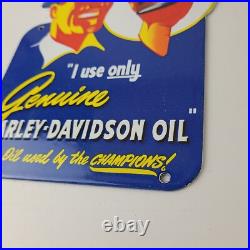 "I use only
Genuine
ARLEY-DAVIDSON OIL"
Oil used by the CHAMPIONS!